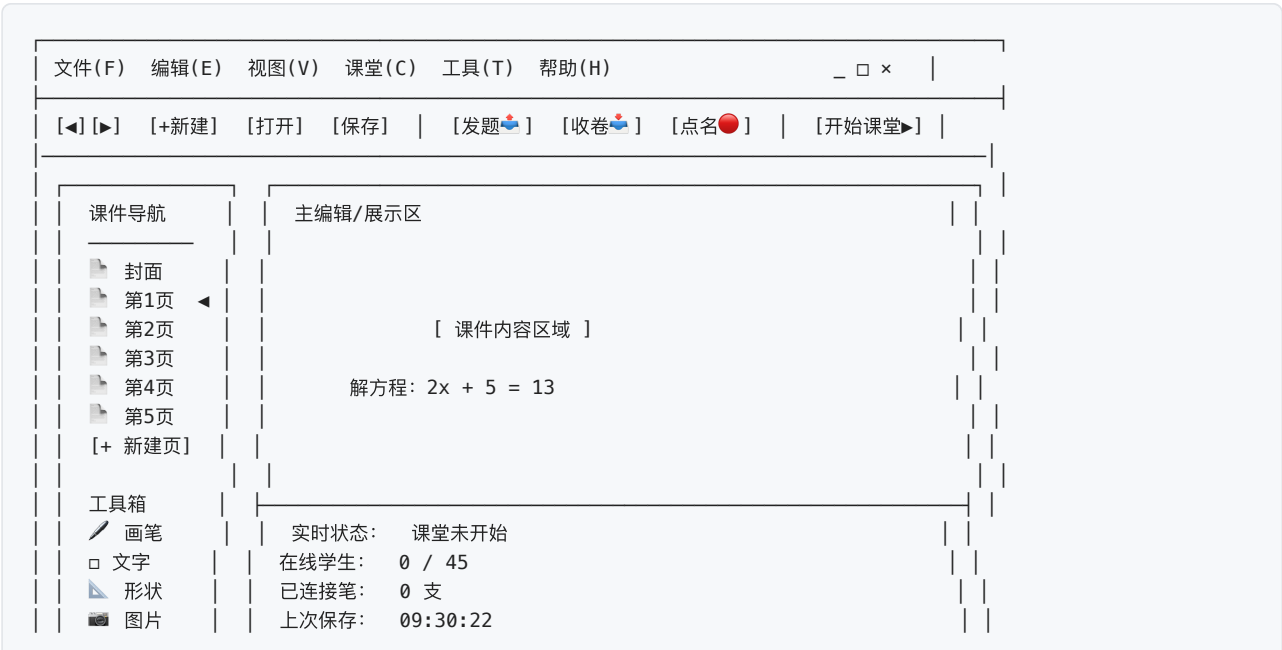 文件(F) 编辑(E) 视图(V) 课堂(C) 工具(T) 帮助(H) _ □ ×
[◀][▶] [+新建] [打开] [保存] │ [发题📤] [收卷📥] [点名🔴] │ [开始课堂▶]
课件导航 主编辑/展示区
📄 封面
📄 第1页 ◀
📄 第2页 [ 课件内容区域 ]
📄 第3页
📄 第4页 解方程: 2x + 5 = 13
📄 第5页
[+ 新建页]
工具箱
🖋 画笔 实时状态: 课堂未开始
□ 文字 在线学生: 0 / 45
📐 形状 已连接笔: 0 支
📷 图片 上次保存: 09:30:22